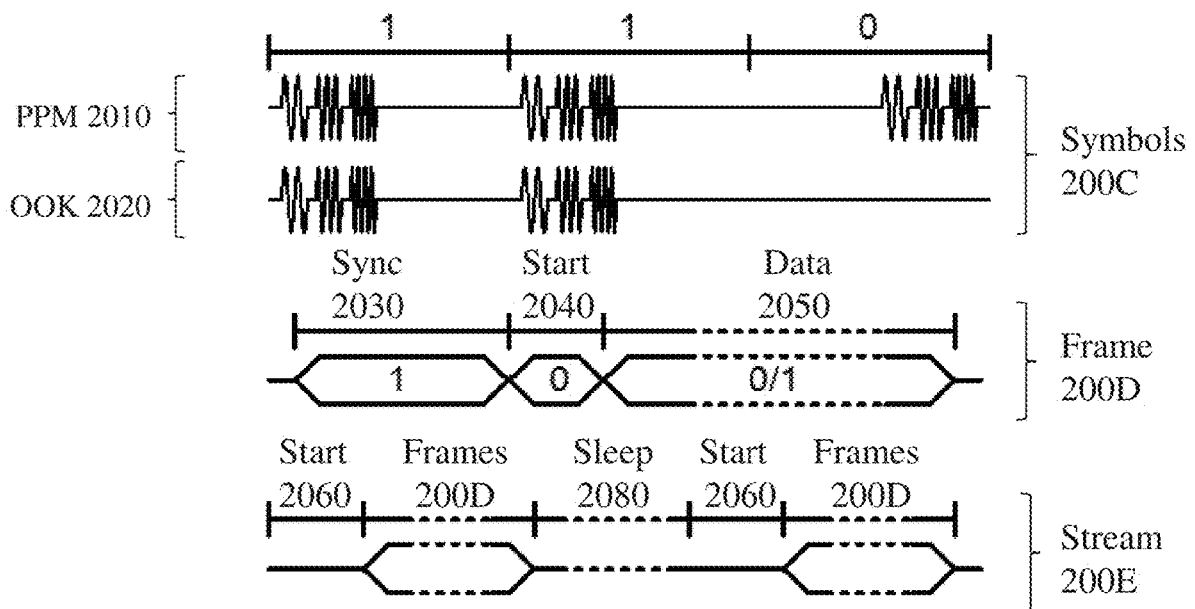 1 1 0
PPM 2010
OOK 2020
Symbols
200C
Sync Start Data
2030 2040 2050
1 0 0/1
Frame
200D
Start Frames Sleep Start Frames
2060 200D 2080 2060 200D
Stream
200E